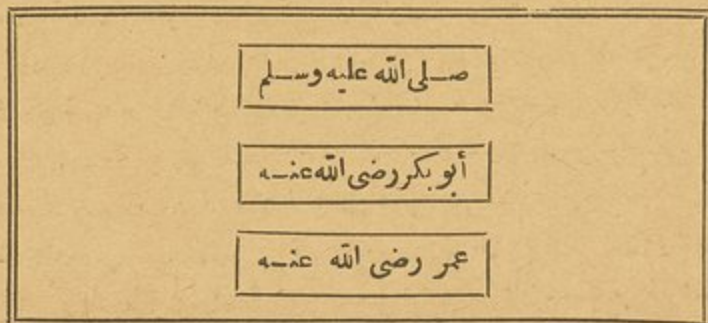 صلى الله عليه وسلم
أبو بكر رضى الله عنه
عمر رضى الله عنه